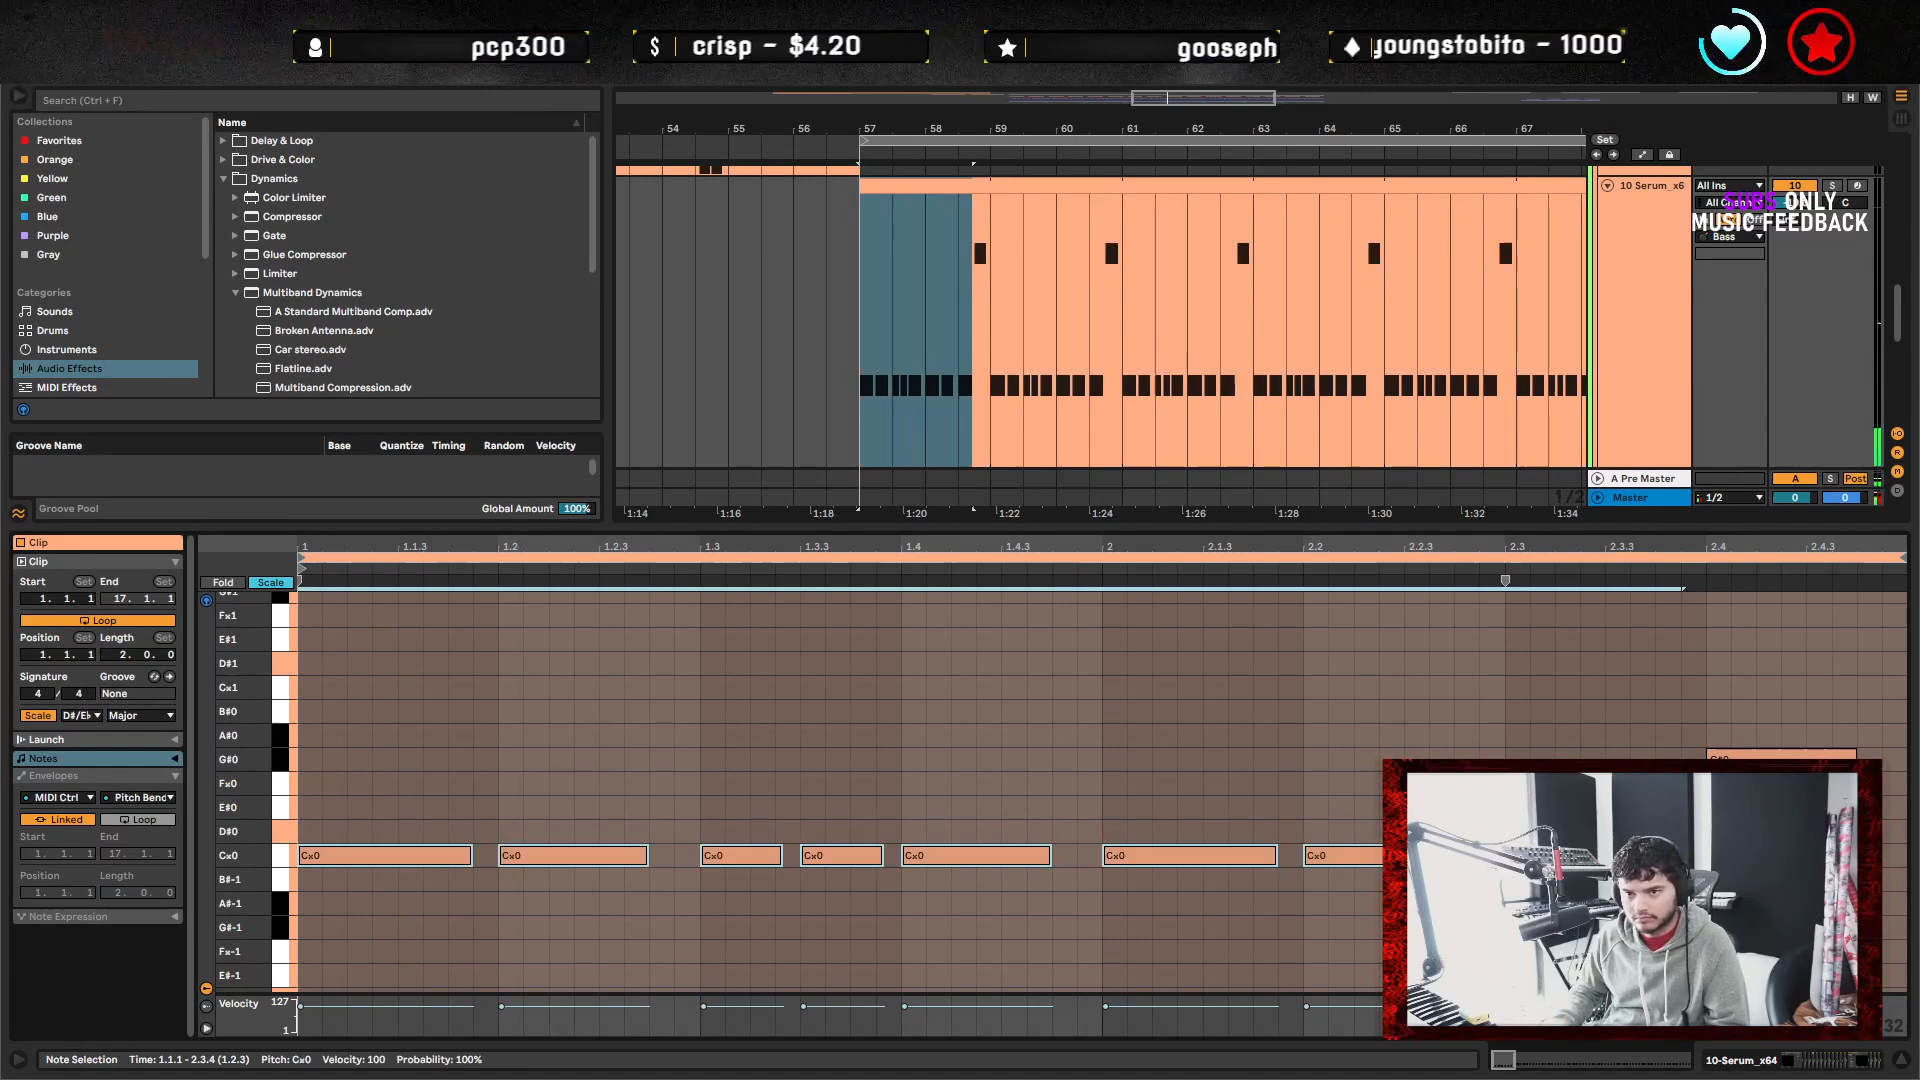 pcp300
$ crisp - $4.20
gooseph
youngstobito - 1000
Search (Ctrl + F)
H W
Collections
Favorites
Orange
Yellow
Green
Blue
Purple
Gray
Categories
Sounds
Drums
Instruments
Audio Effects
MIDI Effects
Name
Delay & Loop
Drive & Color
Dynamics
Color Limiter
Compressor
Gate
Glue Compressor
Limiter
Multiband Dynamics
A Standard Multiband Comp.adv
Broken Antenna.adv
Car stereo.adv
Flatline.adv
Multiband Compression.adv
54 55 56 57 58 59 60 61 62 63 64 65 66 67
Set
10 Serum_x6
All Ins
10 S
C
SUBS ONLY
MUSIC FEEDBACK
Bass
A Pre Master
A S Post
1/2
Master
1/2 0 0
1:14 1:16 1:18 1:20 1:22 1:24 1:26 1:28 1:30 1:32 1:34
Groove Name Base Quantize Timing Random Velocity
Groove Pool Global Amount 100%
Clip
Clip
Start Set End Set
1. 1. 1 17. 1. 1
Loop
Position Set Length Set
1. 1. 1 2. 0. 0
Signature Groove
4 / 4 None
Scale D#/Eb Major
Launch
Notes
Envelopes
MIDI Ctrl Pitch Bend
Linked Loop
Start End
1. 1. 1 17. 1. 1
Position Length
1. 1. 1 2. 0. 0
Note Expression
1 1.1.3 1.2 1.2.3 1.3 1.3.3 1.4 1.4.3 2 2.1.3 2.2 2.2.3 2.3 2.3.3 2.4 2.4.3
Fold Scale
G#1
Fx1
E#1
D#1
Cx1
B#0
A#0
G#0
Fx0
E#0
D#0
Cx0 Cx0 Cx0 Cx0 Cx0 Cx0 Cx0 Cx0
B#-1
A#-1
G#-1
Fx-1
E#-1
Velocity 127
1
32
Note Selection Time: 1.1.1 - 2.3.4 (1.2.3) Pitch: Cx0 Velocity: 100 Probability: 100%
10-Serum_x64